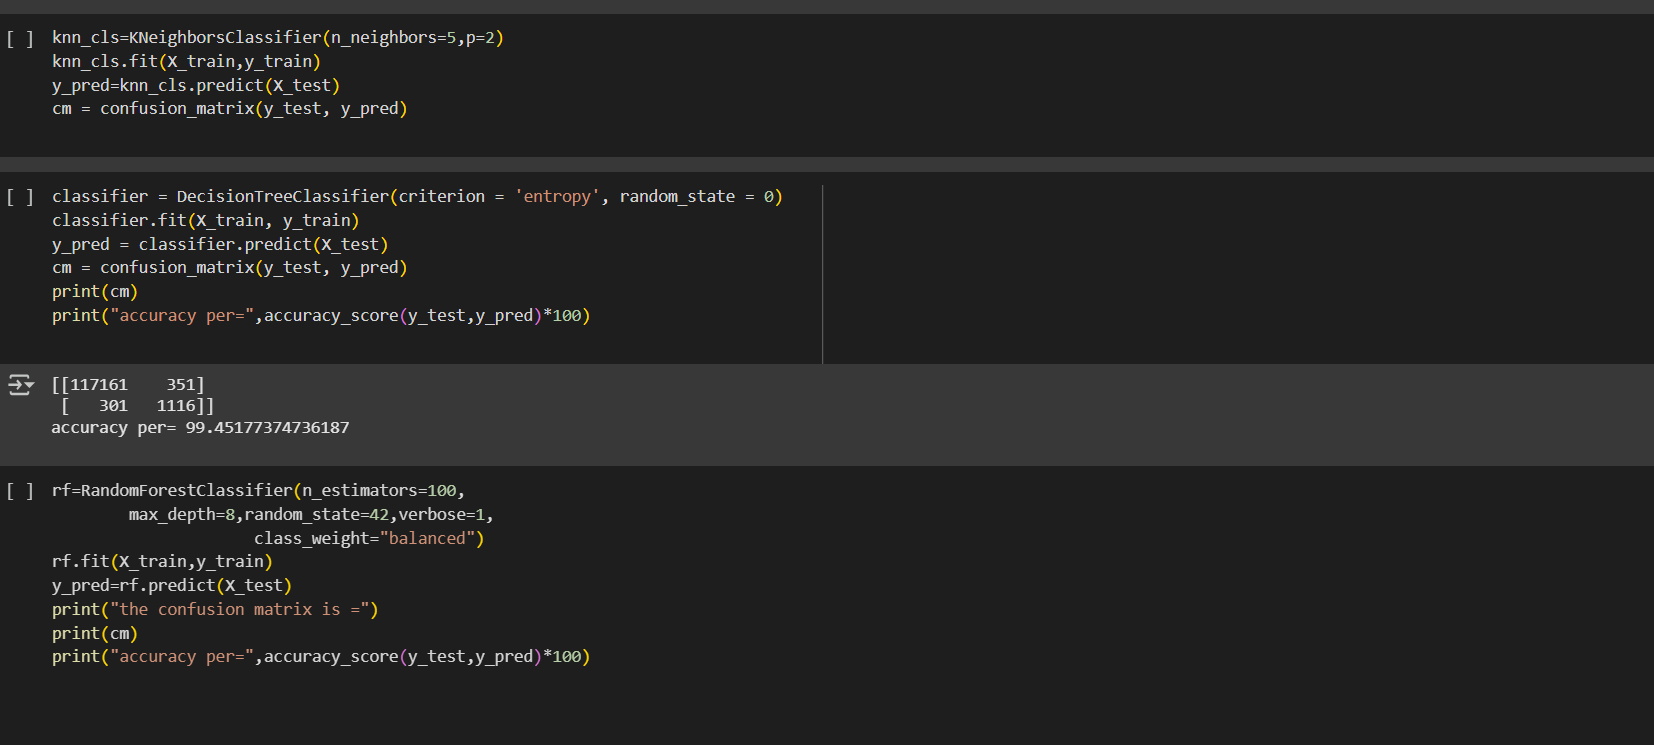 [ ] knn_cls=KNeighborsClassifier(n_neighbors=5,p=2)
knn_cls.fit(X_train,y_train)
y_pred=knn_cls.predict(X_test)
cm = confusion_matrix(y_test, y_pred)
[ ] classifier = DecisionTreeClassifier(criterion = 'entropy', random_state = 0)
classifier.fit(X_train, y_train)
y_pred = classifier.predict(X_test)
cm = confusion_matrix(y_test, y_pred)
print(cm)
print("accuracy per=",accuracy_score(y_test,y_pred)*100)
[[117161    351]
 [   301   1116]]
accuracy per= 99.45177374736187
[ ] rf=RandomForestClassifier(n_estimators=100,
        max_depth=8,random_state=42,verbose=1,
                     class_weight="balanced")
rf.fit(X_train,y_train)
y_pred=rf.predict(X_test)
print("the confusion matrix is =")
print(cm)
print("accuracy per=",accuracy_score(y_test,y_pred)*100)